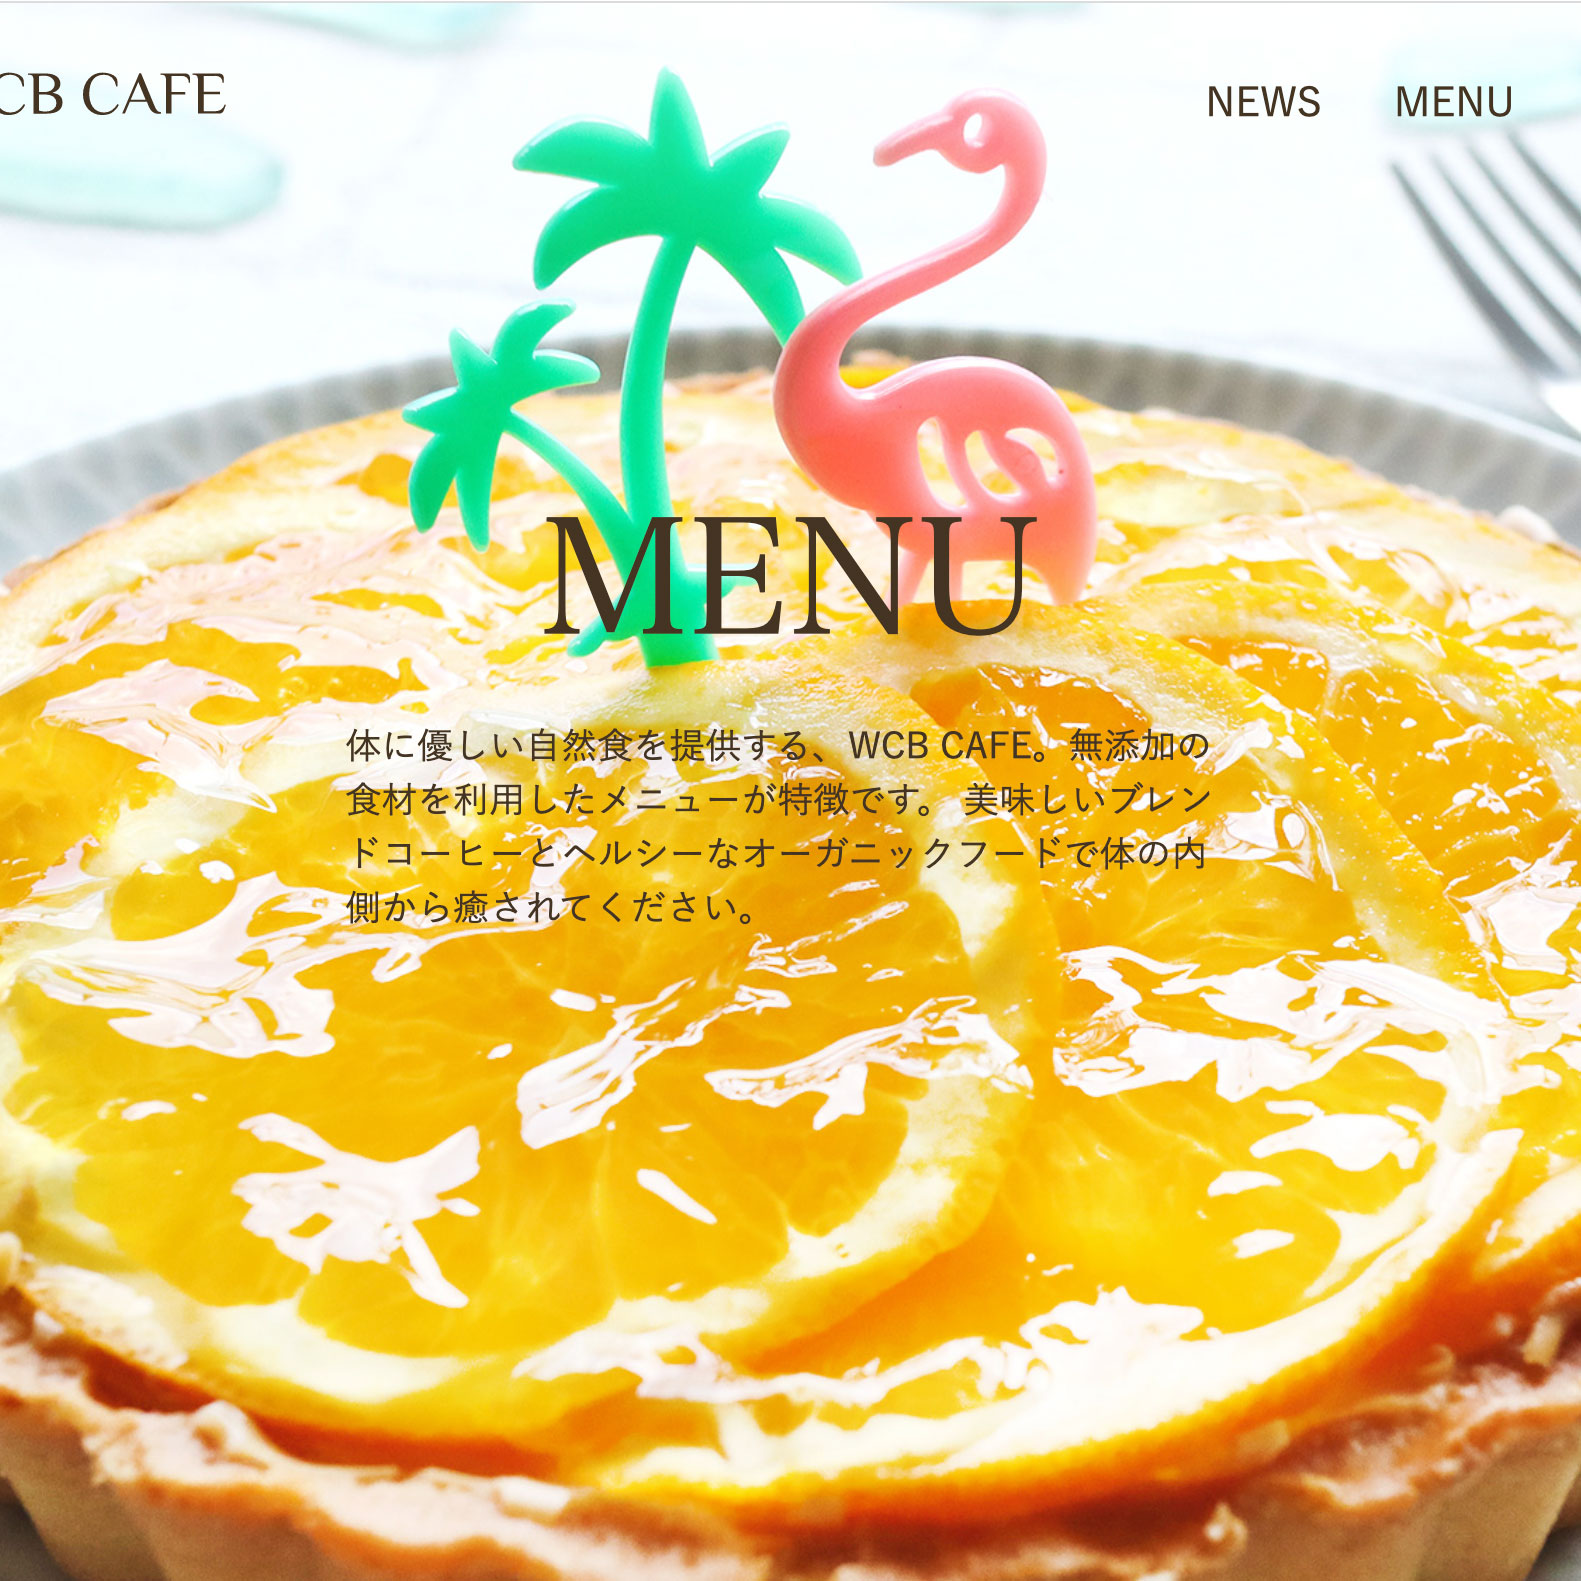 CB CAFE
NEWS MENU
MENU
体に優しい自然食を提供する、WCB CAFE。無添加の
食材を利用したメニューが特徴です。 美味しいブレン
ドコーヒーとヘルシーなオーガニックフードで体の内
側から癒されてください。